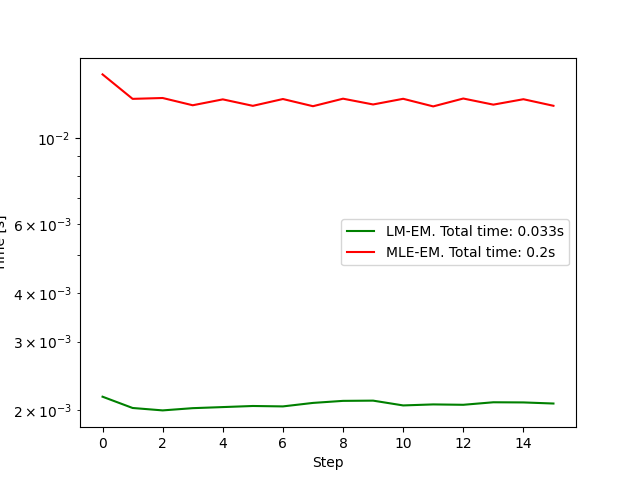 10⁻²
6 × 10⁻³
4 × 10⁻³
3 × 10⁻³
2 × 10⁻³
Time [s]
LM-EM. Total time: 0.033s
MLE-EM. Total time: 0.2s
0 2 4 6 8 10 12 14
Step